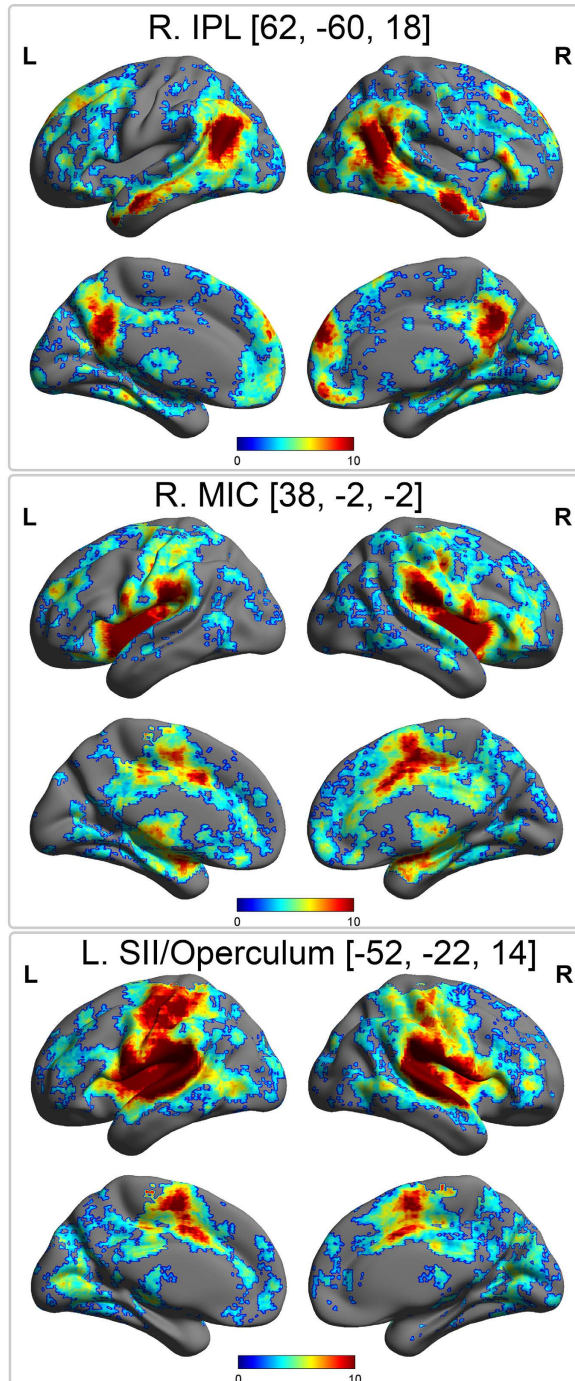 R. IPL [62, -60, 18]
L R
0 10
R. MIC [38, -2, -2]
L R
0 10
L. SII/Operculum [-52, -22, 14]
L R
0 10